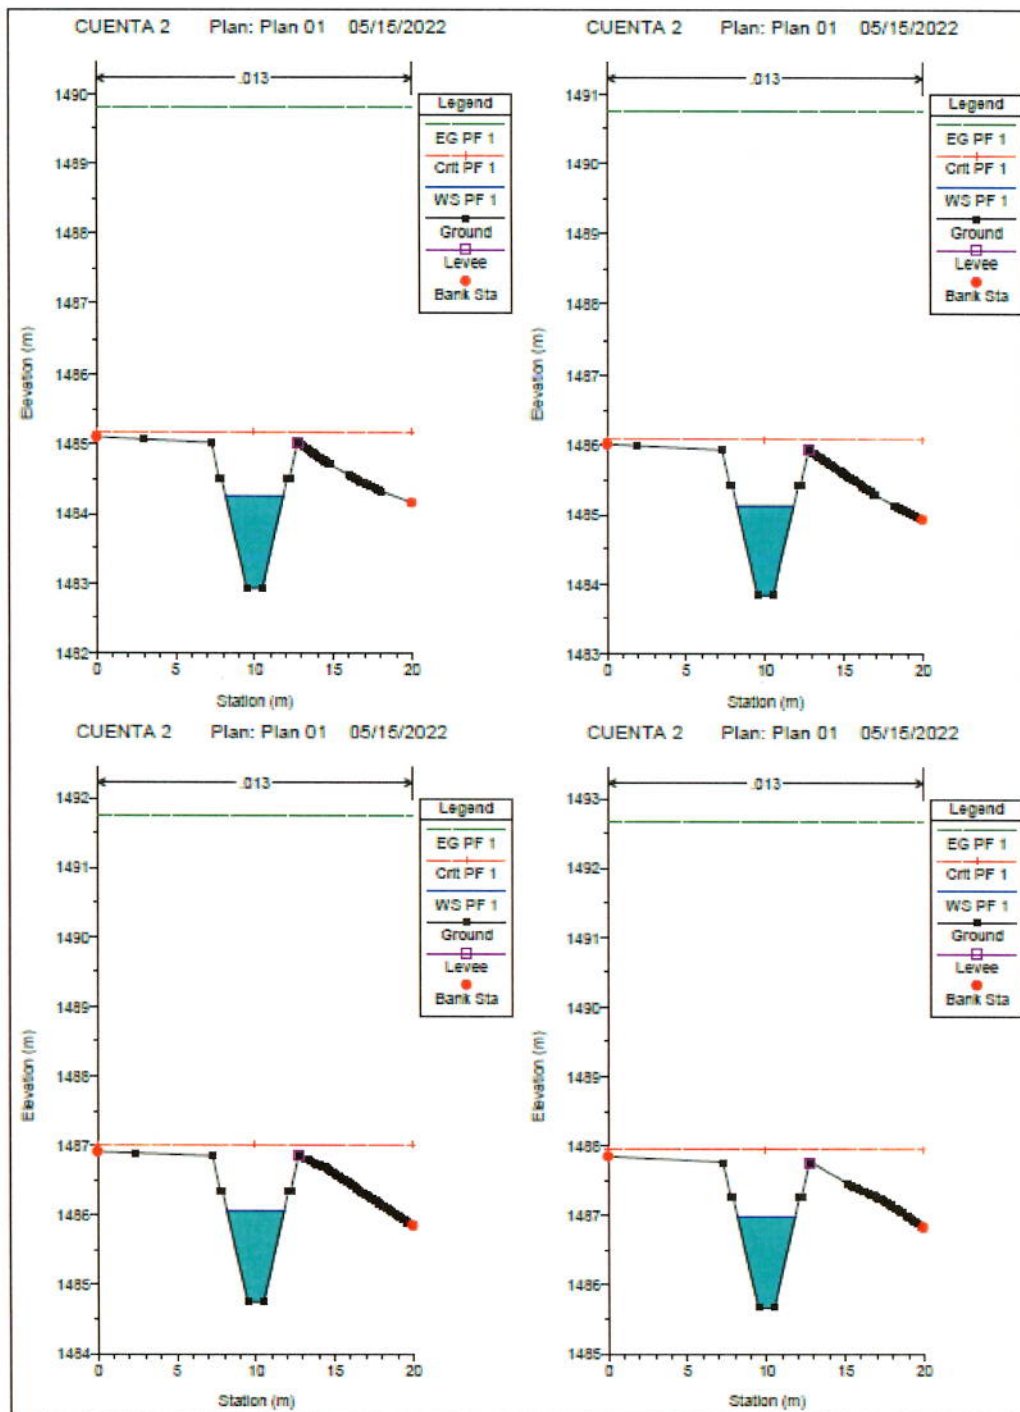 CUENTA 2 Plan: Plan 01 05/15/2022
.013
Legend
EG PF 1
Crit PF 1
WS PF 1
Ground
Levee
Bank Sta
1490
1489
1488
1487
1486
1485
1484
1483
1482
Elevation (m)
0 5 10 15 20
Station (m)
CUENTA 2 Plan: Plan 01 05/15/2022
.013
Legend
EG PF 1
Crit PF 1
WS PF 1
Ground
Levee
Bank Sta
1491
1490
1489
1488
1487
1486
1485
1484
1483
Elevation (m)
0 5 10 15 20
Station (m)
CUENTA 2 Plan: Plan 01 05/15/2022
.013
Legend
EG PF 1
Crit PF 1
WS PF 1
Ground
Levee
Bank Sta
1492
1491
1490
1489
1488
1487
1486
1485
1484
Elevation (m)
0 5 10 15 20
Station (m)
CUENTA 2 Plan: Plan 01 05/15/2022
.013
Legend
EG PF 1
Crit PF 1
WS PF 1
Ground
Levee
Bank Sta
1493
1492
1491
1490
1489
1488
1487
1486
1485
Elevation (m)
0 5 10 15 20
Station (m)